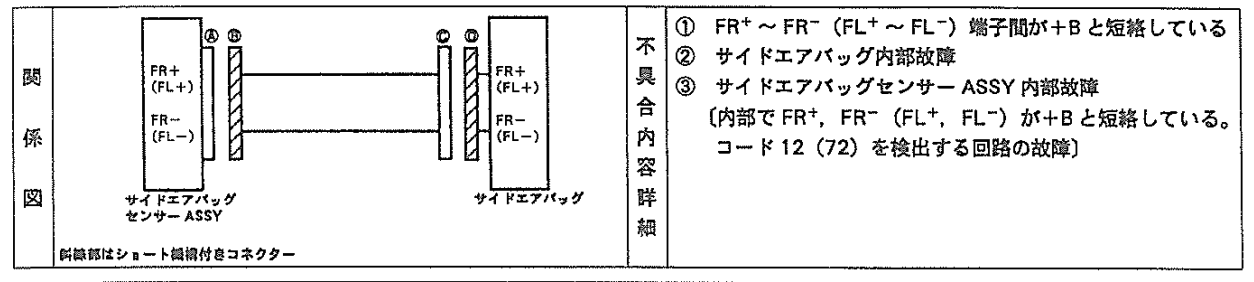 関係図
Ⓐ Ⓑ Ⓒ Ⓓ
FR+
(FL+)
FR−
(FL−)
サイドエアバッグ
センサー ASSY
FR+
(FL+)
FR−
(FL−)
サイドエアバッグ
斜線部はショート機構付きコネクター
不具合内容詳細
① FR⁺～FR⁻（FL⁺～FL⁻）端子間が＋Bと短絡している
② サイドエアバッグ内部故障
③ サイドエアバッグセンサー ASSY 内部故障
〔内部で FR⁺，FR⁻（FL⁺，FL⁻）が＋Bと短絡している。
コード 12（72）を検出する回路の故障〕